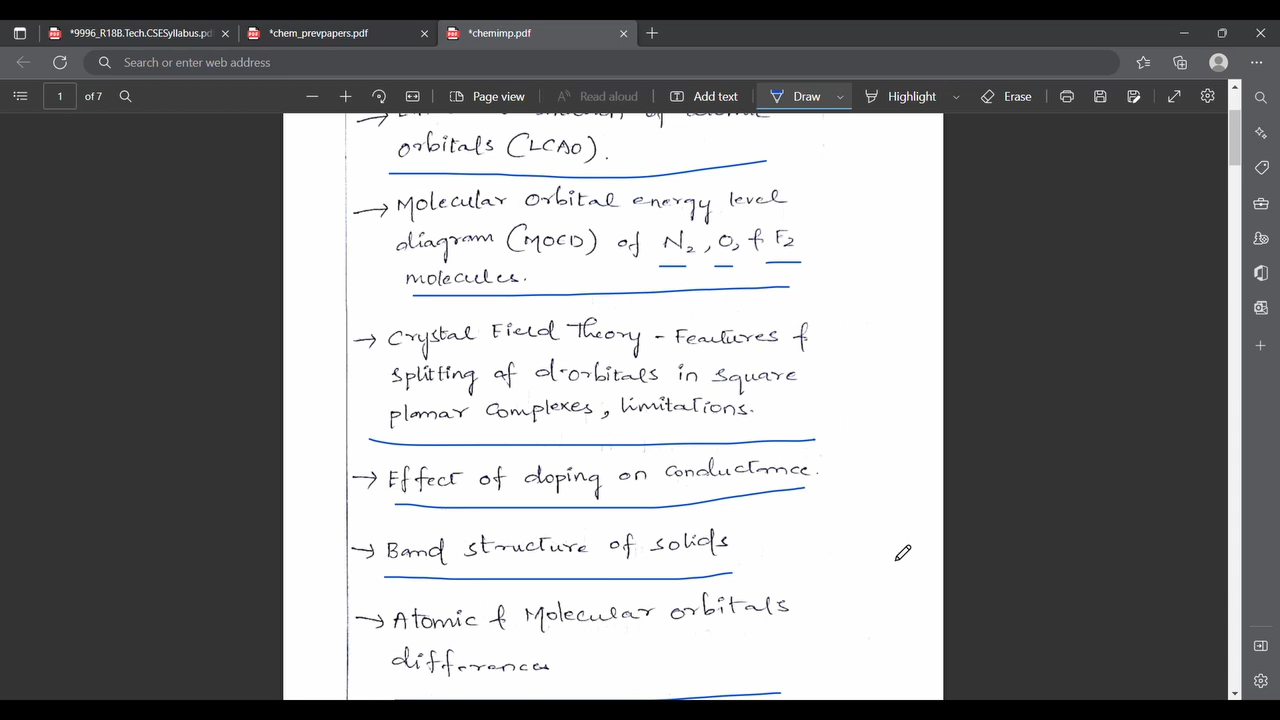 *9996_R18B.Tech.CSESyllabus.pd
*chem_prevpapers.pdf
*chemimp.pdf
Search or enter web address
1 of 7
Page view
Read aloud
Add text
Draw
Highlight
Erase
orbitals (LCAO).
→ Molecular orbital energy level
diagram (MOED) of N₂, O₂ & F₂
molecules.
→ Crystal Field Theory - Features &
splitting of d-orbitals in square
planar complexes, limitations.
→ Effect of doping on conductance.
→ Band structure of solids
→ Atomic & Molecular orbitals
differences